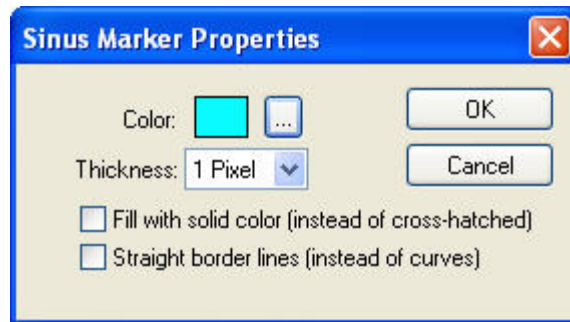 Sinus Marker Properties
Color: ...
OK
Thickness: 1 Pixel
Cancel
Fill with solid color (instead of cross-hatched)
Straight border lines (instead of curves)